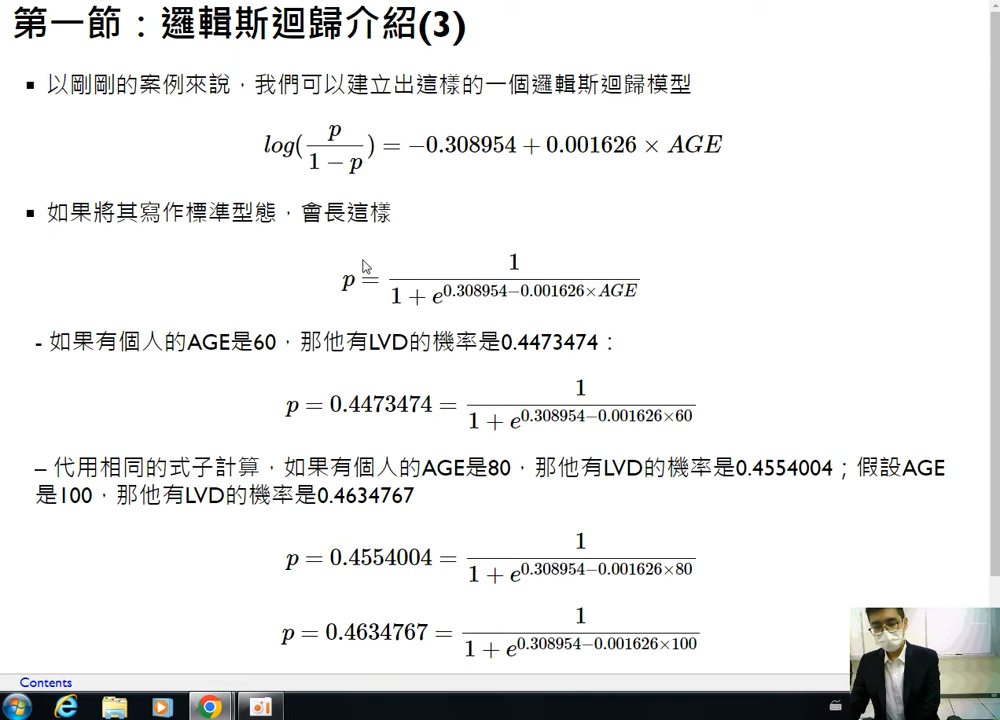 第一節：邏輯斯迴歸介紹(3)
▪ 以剛剛的案例來說，我們可以建立出這樣的一個邏輯斯迴歸模型
log(p/(1 − p)) = −0.308954 + 0.001626 × AGE
▪ 如果將其寫作標準型態，會長這樣
p = 1/(1 + e^(0.308954−0.001626×AGE))
- 如果有個人的AGE是60，那他有LVD的機率是0.4473474：
p = 0.4473474 = 1/(1 + e^(0.308954−0.001626×60))
– 代用相同的式子計算，如果有個人的AGE是80，那他有LVD的機率是0.4554004；假設AGE
是100，那他有LVD的機率是0.4634767
p = 0.4554004 = 1/(1 + e^(0.308954−0.001626×80))
p = 0.4634767 = 1/(1 + e^(0.308954−0.001626×100))
Contents